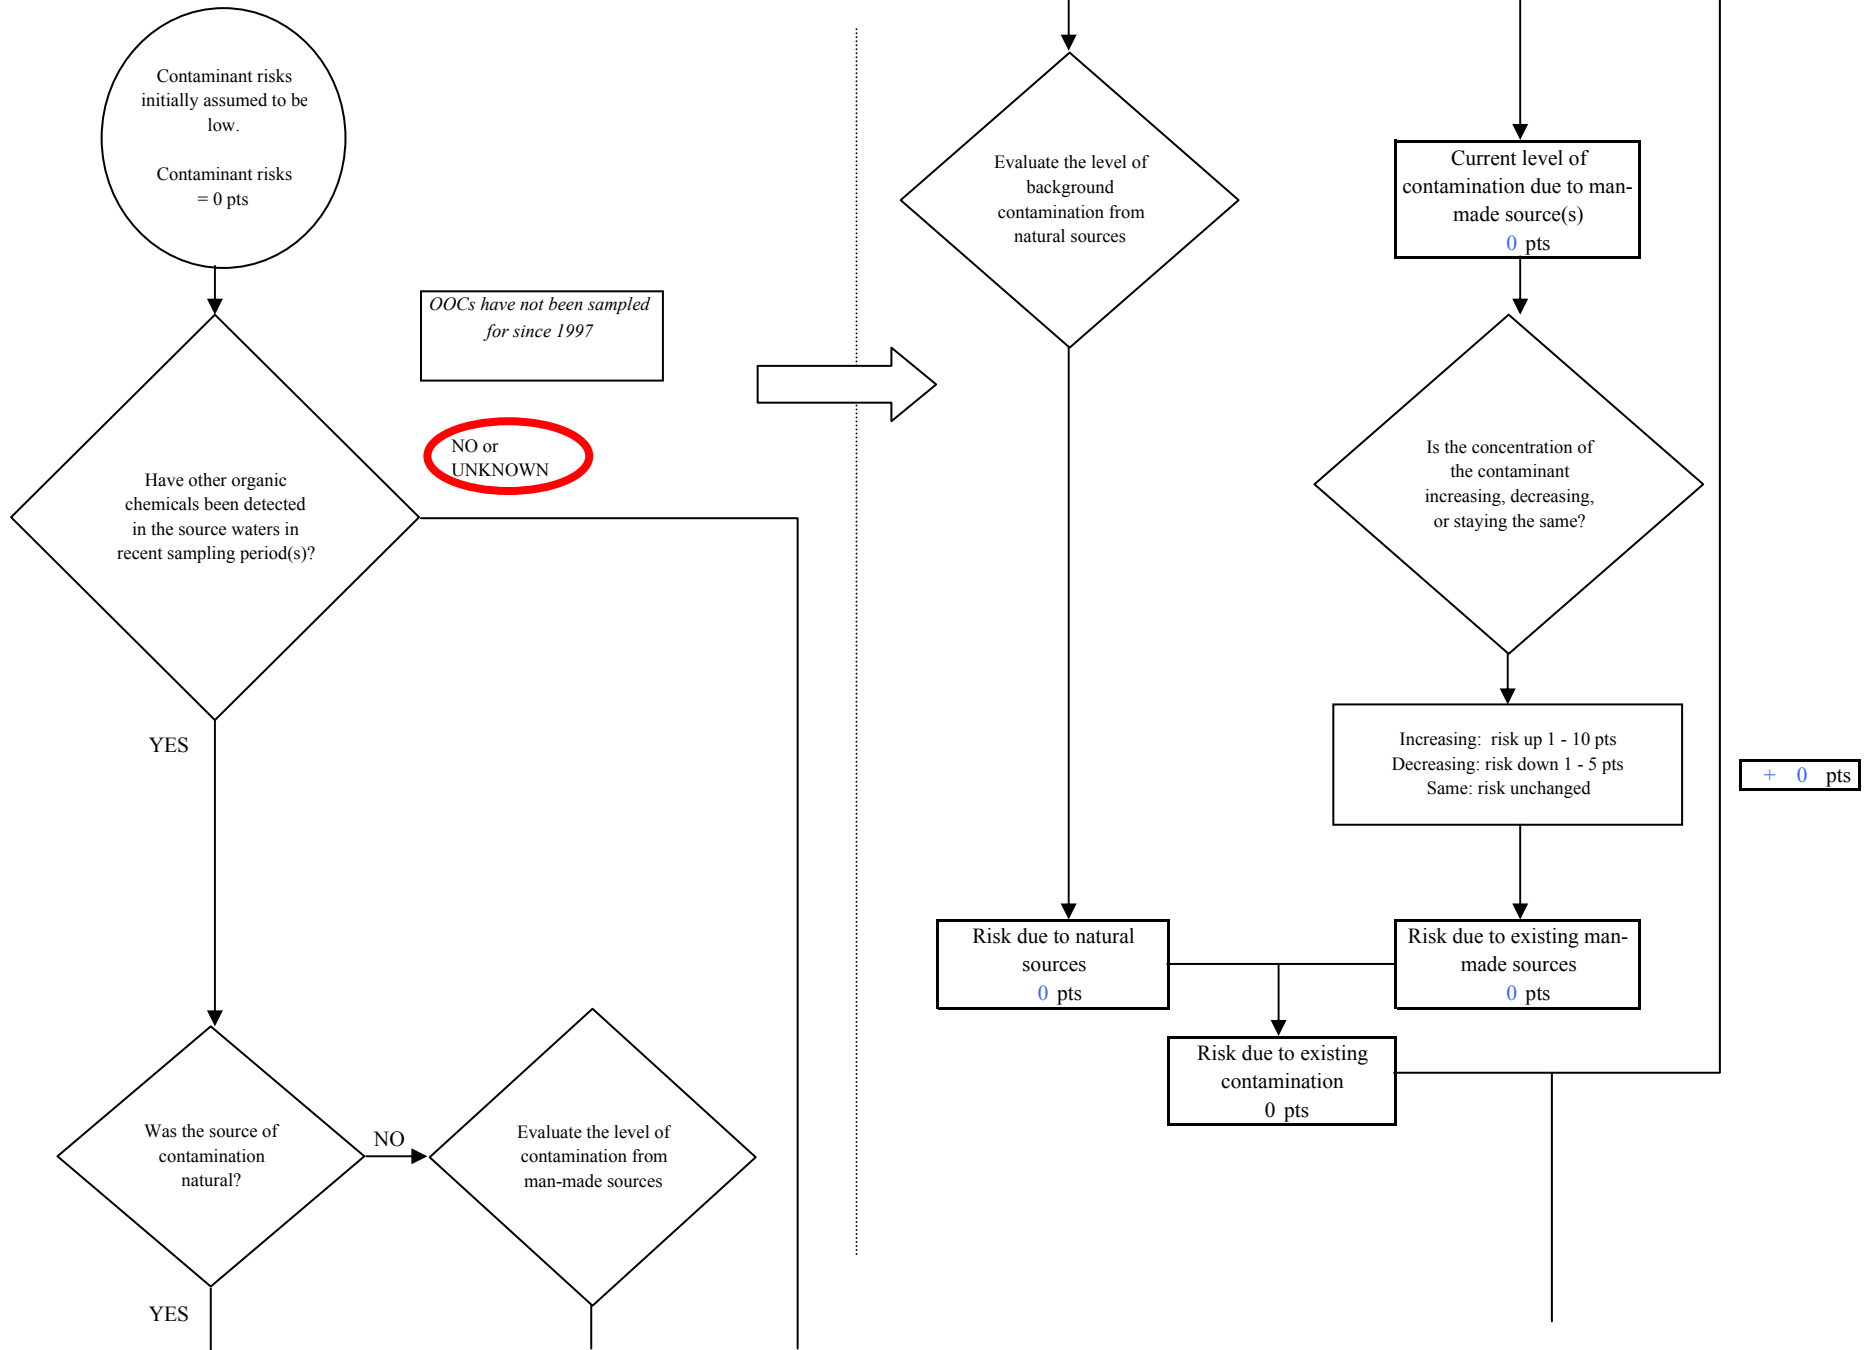 Contaminant risks
initially assumed to be
low.
Contaminant risks
= 0 pts
OOCs have not been sampled
for since 1997
NO or
UNKNOWN
Have other organic
chemicals been detected
in the source waters in
recent sampling period(s)?
YES
Was the source of
contamination
natural?
NO
Evaluate the level of
contamination from
man-made sources
YES
Evaluate the level of
background
contamination from
natural sources
Current level of
contamination due to man-
made source(s)
0 pts
Is the concentration of
the contaminant
increasing, decreasing,
or staying the same?
Increasing: risk up 1 - 10 pts
Decreasing: risk down 1 - 5 pts
Same: risk unchanged
+ 0 pts
Risk due to natural
sources
0 pts
Risk due to existing man-
made sources
0 pts
Risk due to existing
contamination
0 pts